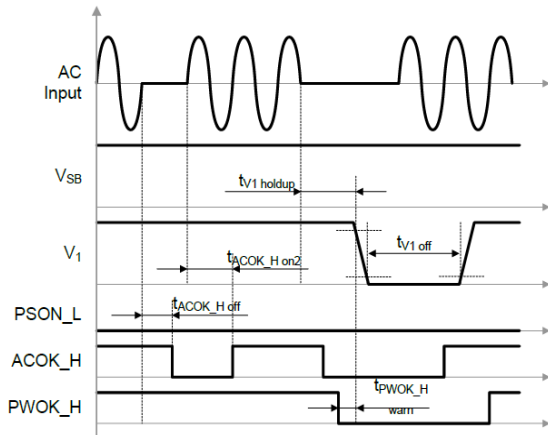 AC
Input
VSB
tV1 holdup
V1
tV1 off
tACOK_H on2
tACOK_H off
PSON_L
ACOK_H
tPWOK_H
warn
PWOK_H